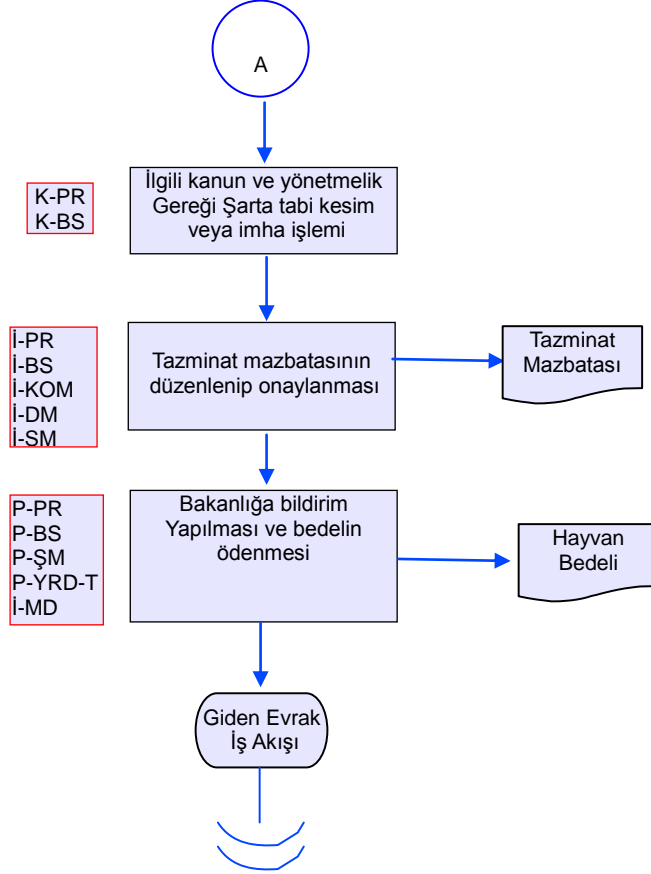 A
K-PR
K-BS
İlgili kanun ve yönetmelik
Gereği Şarta tabi kesim
veya imha işlemi
İ-PR
İ-BS
İ-KOM
İ-DM
İ-SM
Tazminat mazbatasının
düzenlenip onaylanması
Tazminat
Mazbatası
P-PR
P-BS
P-ŞM
P-YRD-T
İ-MD
Bakanlığa bildirim
Yapılması ve bedelin
ödenmesi
Hayvan
Bedeli
Giden Evrak
İş Akışı